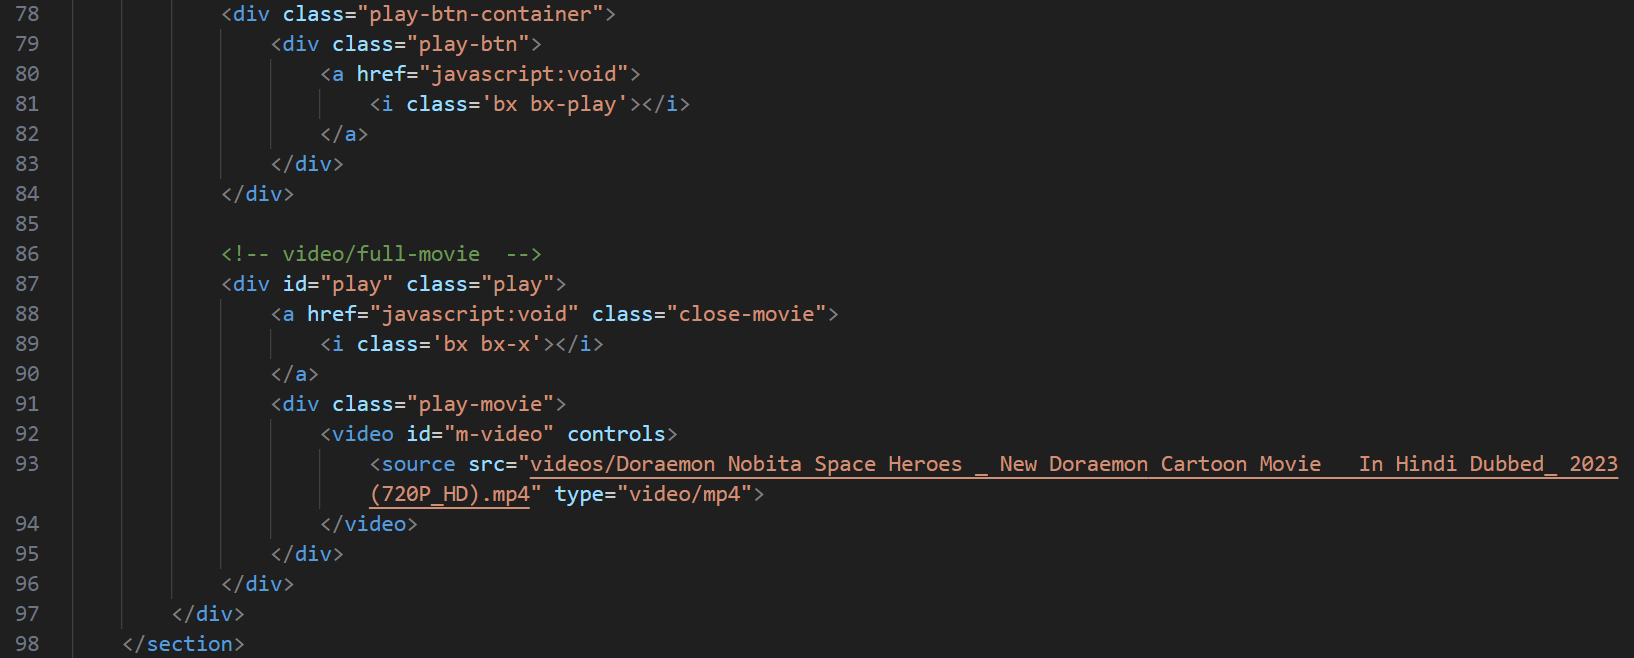 78 <div class="play-btn-container">
79 <div class="play-btn">
80 <a href="javascript:void">
81 <i class='bx bx-play'></i>
82 </a>
83 </div>
84 </div>
85
86 <!-- video/full-movie  -->
87 <div id="play" class="play">
88 <a href="javascript:void" class="close-movie">
89 <i class='bx bx-x'></i>
90 </a>
91 <div class="play-movie">
92 <video id="m-video" controls>
93 <source src="videos/Doraemon Nobita Space Heroes _ New Doraemon Cartoon Movie   In Hindi Dubbed_ 2023
(720P_HD).mp4" type="video/mp4">
94 </video>
95 </div>
96 </div>
97 </div>
98 </section>